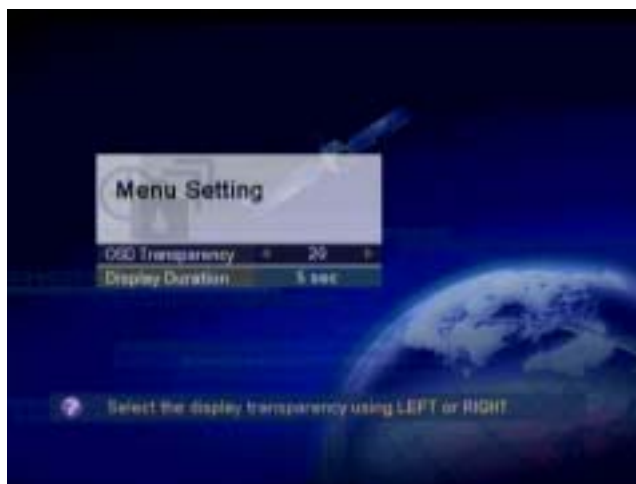 Menu Setting
OSD Transparency 20
Display Duration 5 sec
Select the display transparency using LEFT or RIGHT